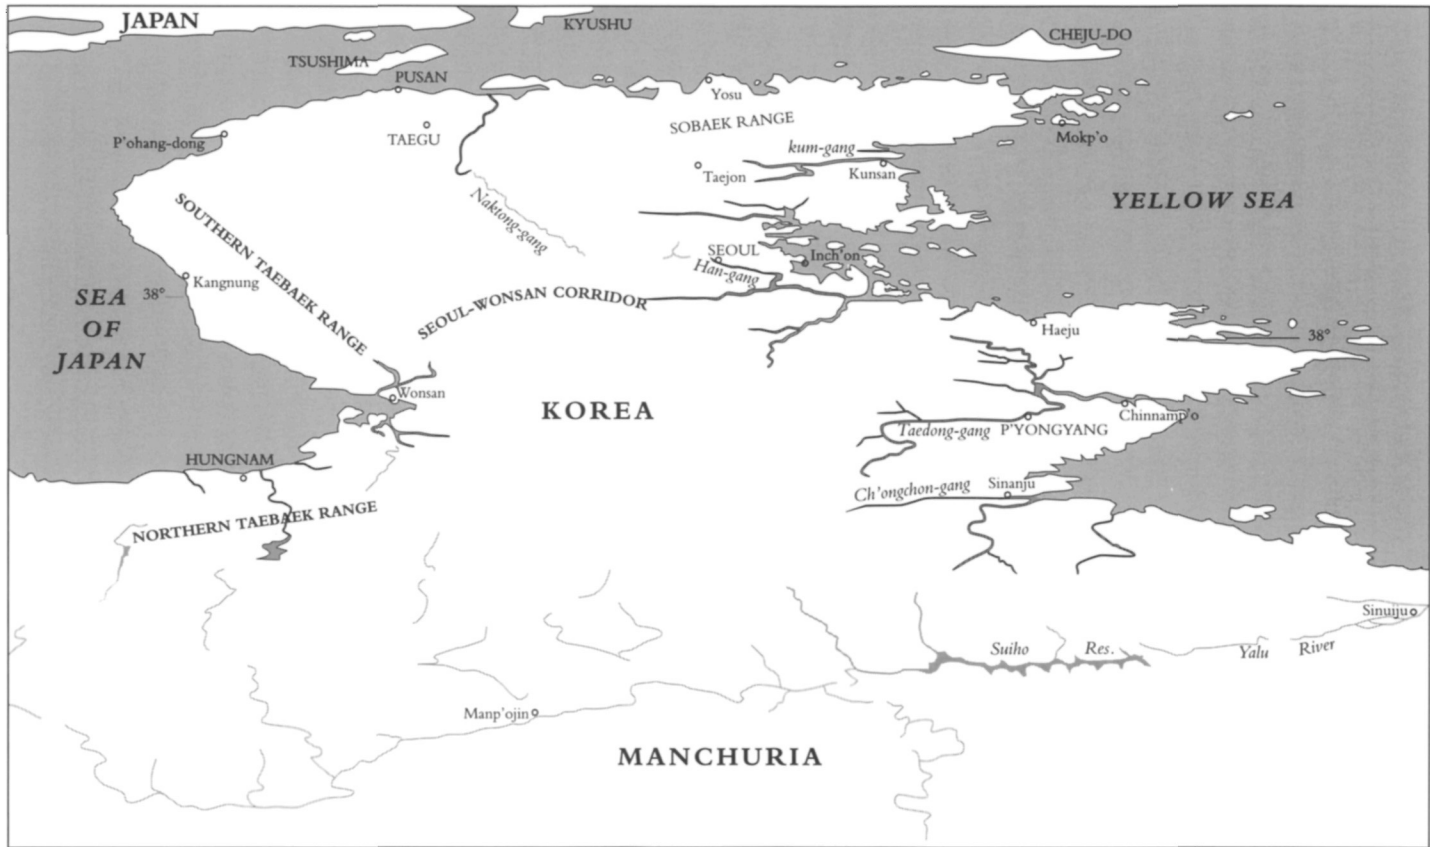 JAPAN
KYUSHU
CHEJU-DO
TSUSHIMA
PUSAN
Yosu
SOBAEK RANGE
Mokp'o
P'ohang-dong
TAEGU
kum-gang
Taejon
Kunsan
YELLOW SEA
SOUTHERN TAEBAEK RANGE
Naktong-gang
SEOUL
Inch'on
Han-gang
Kangnung
38°
SEA
OF
JAPAN
SEOUL-WONSAN CORRIDOR
Haeju
38°
Wonsan
KOREA
Chinnamp'o
Taedong-gang
P'YONGYANG
HUNGNAM
Ch'ongchon-gang
Sinanju
NORTHERN TAEBAEK RANGE
Sinuiju
Suiho Res.
Yalu River
Manp'ojin
MANCHURIA